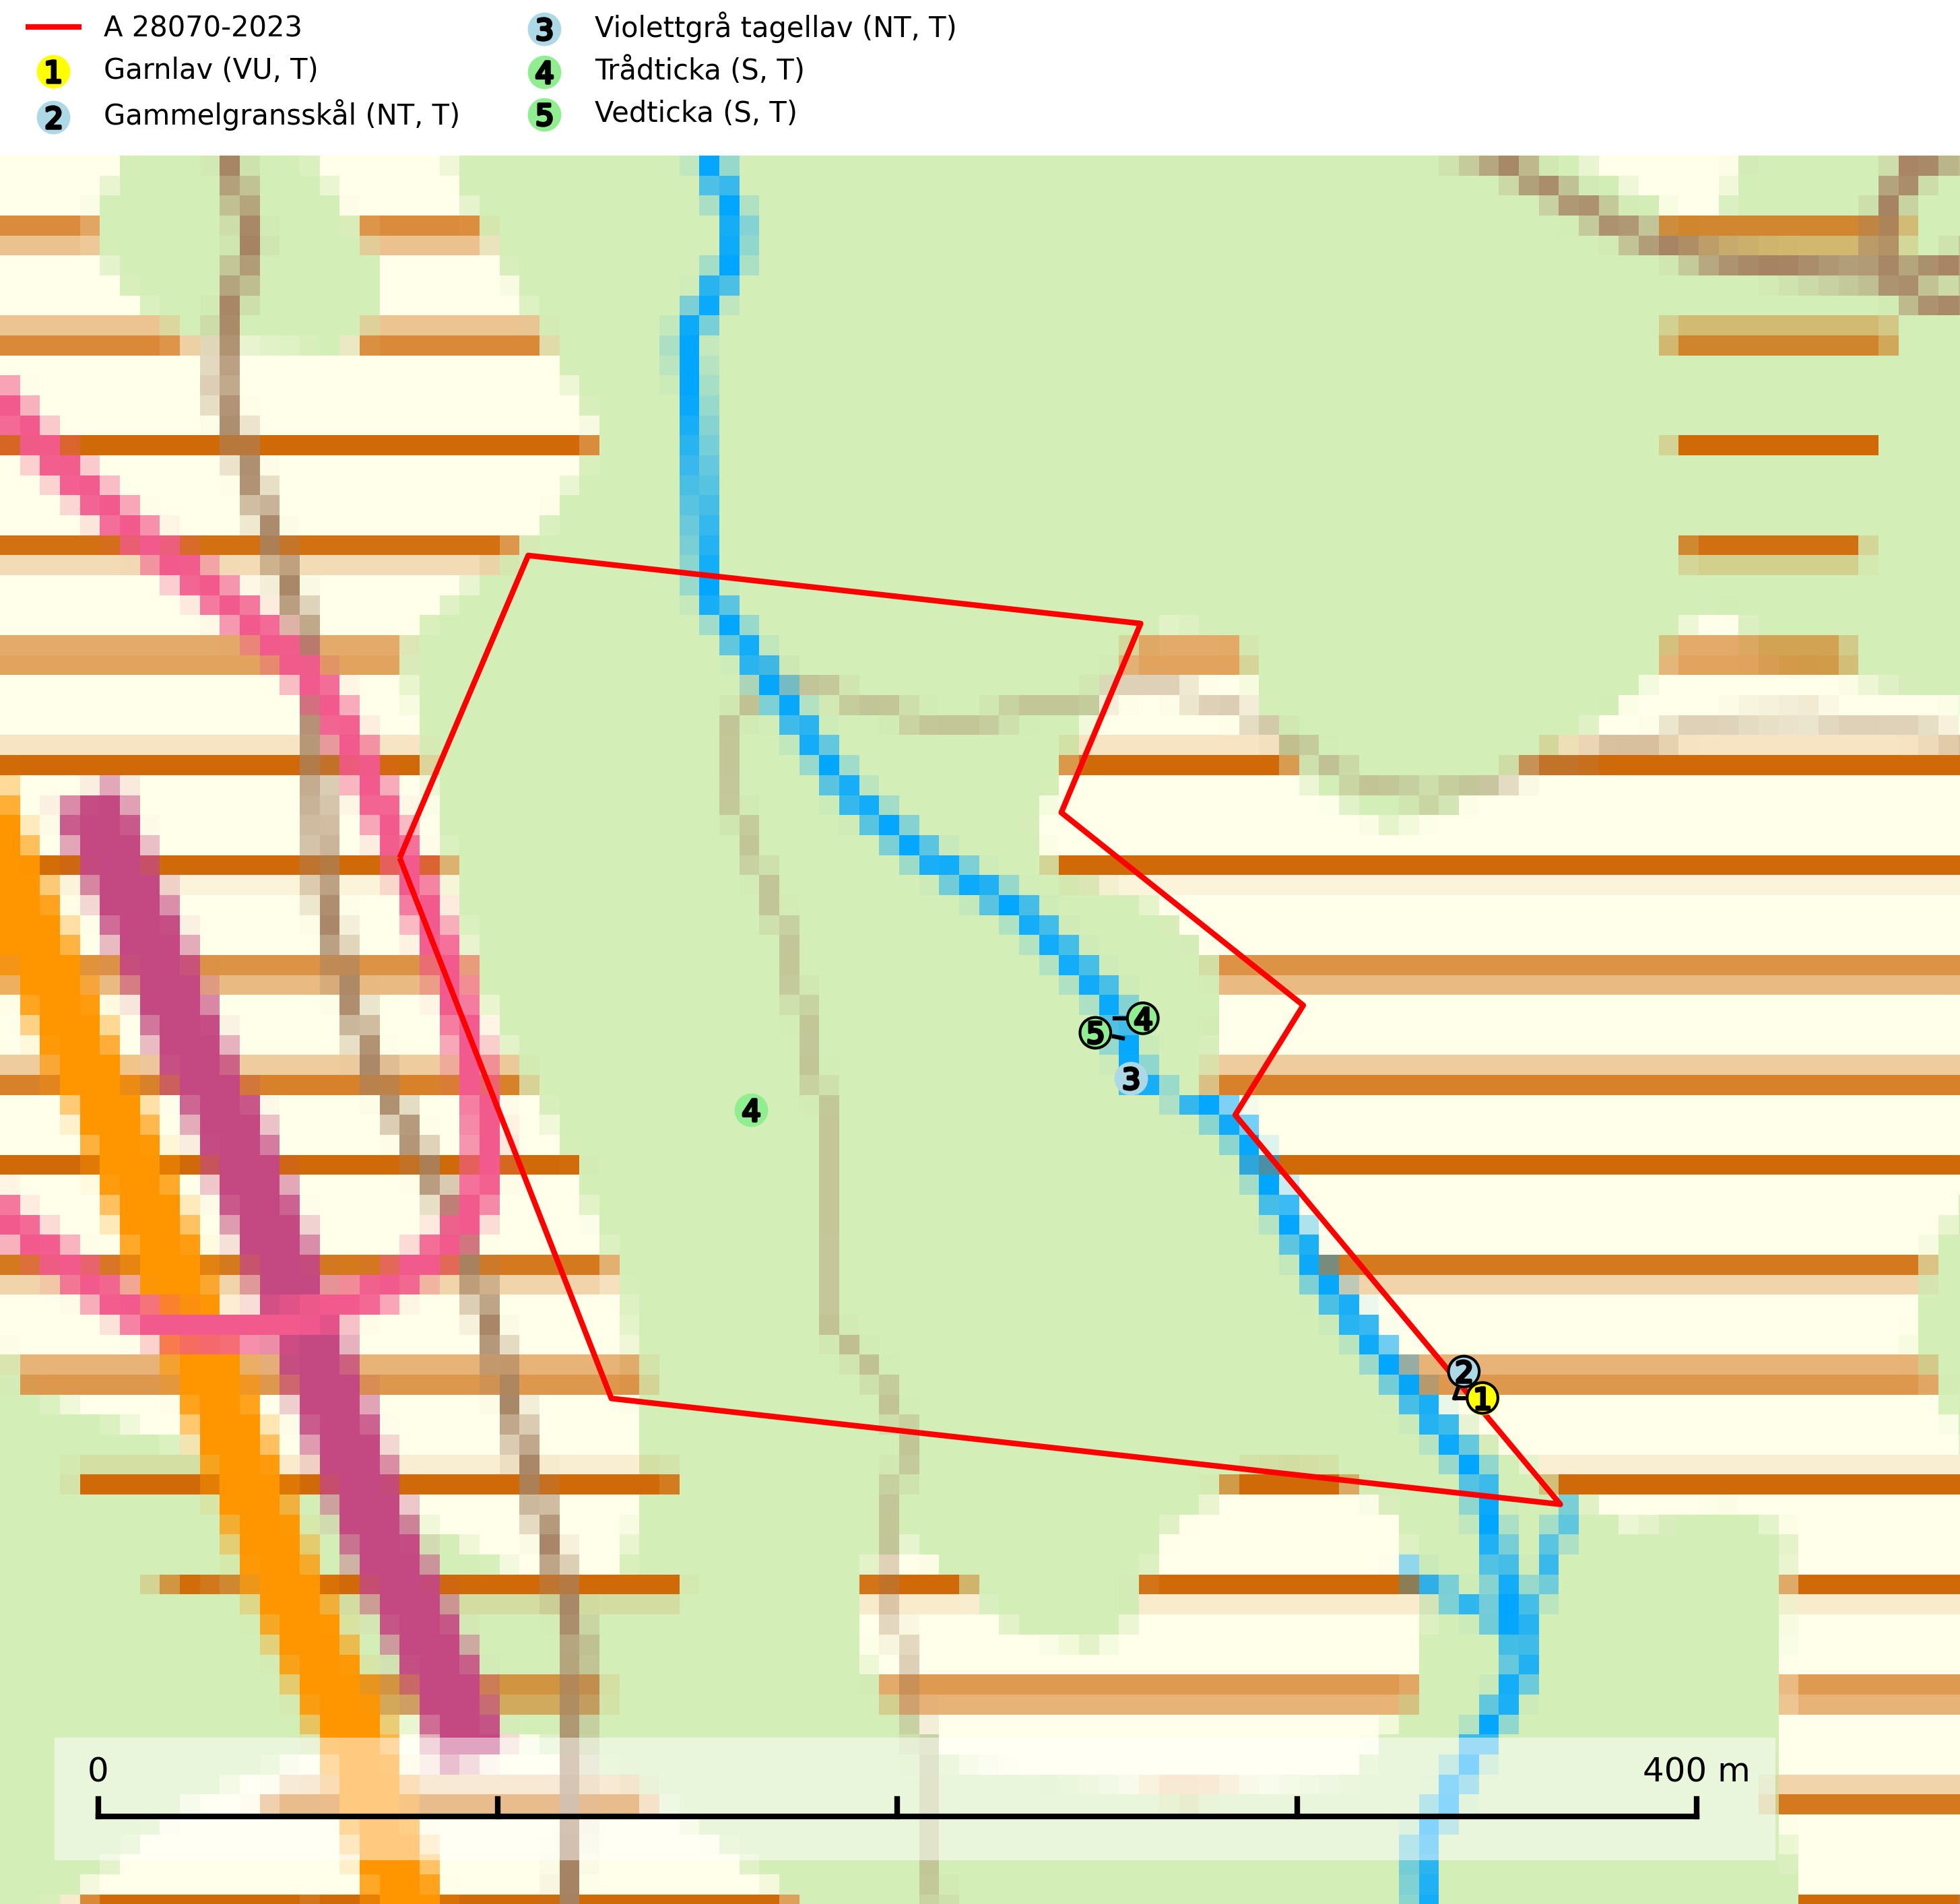 A 28070-2023
1 Garnlav (VU, T)
2 Gammelgransskål (NT, T)
3 Violettgrå tagellav (NT, T)
4 Trådticka (S, T)
5 Vedticka (S, T)
4
5
3
4
2
1
0
400 m